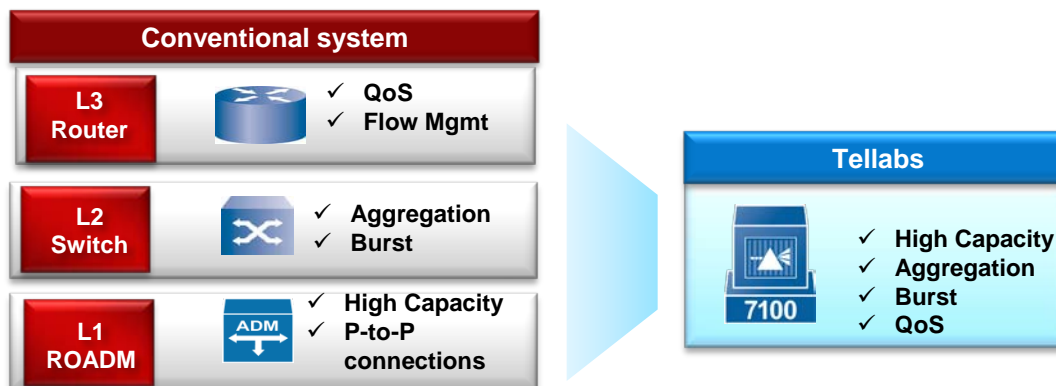 Conventional system
L3
Router
✓ QoS
✓ Flow Mgmt
L2
Switch
✓ Aggregation
✓ Burst
L1
ROADM
ADM
✓ High Capacity
✓ P-to-P
connections
Tellabs
7100
✓ High Capacity
✓ Aggregation
✓ Burst
✓ QoS